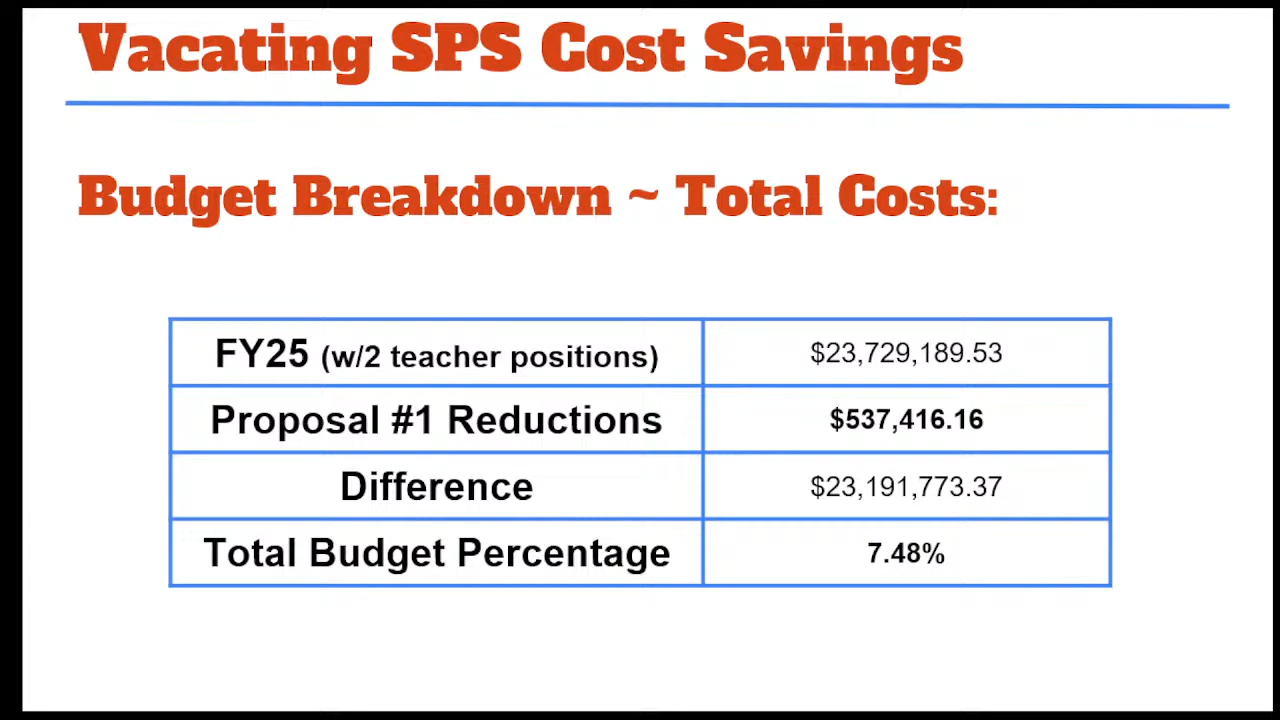 Vacating SPS Cost Savings
Budget Breakdown ~ Total Costs:
FY25 (w/2 teacher positions) $23,729,189.53
Proposal #1 Reductions $537,416.16
Difference $23,191,773.37
Total Budget Percentage 7.48%